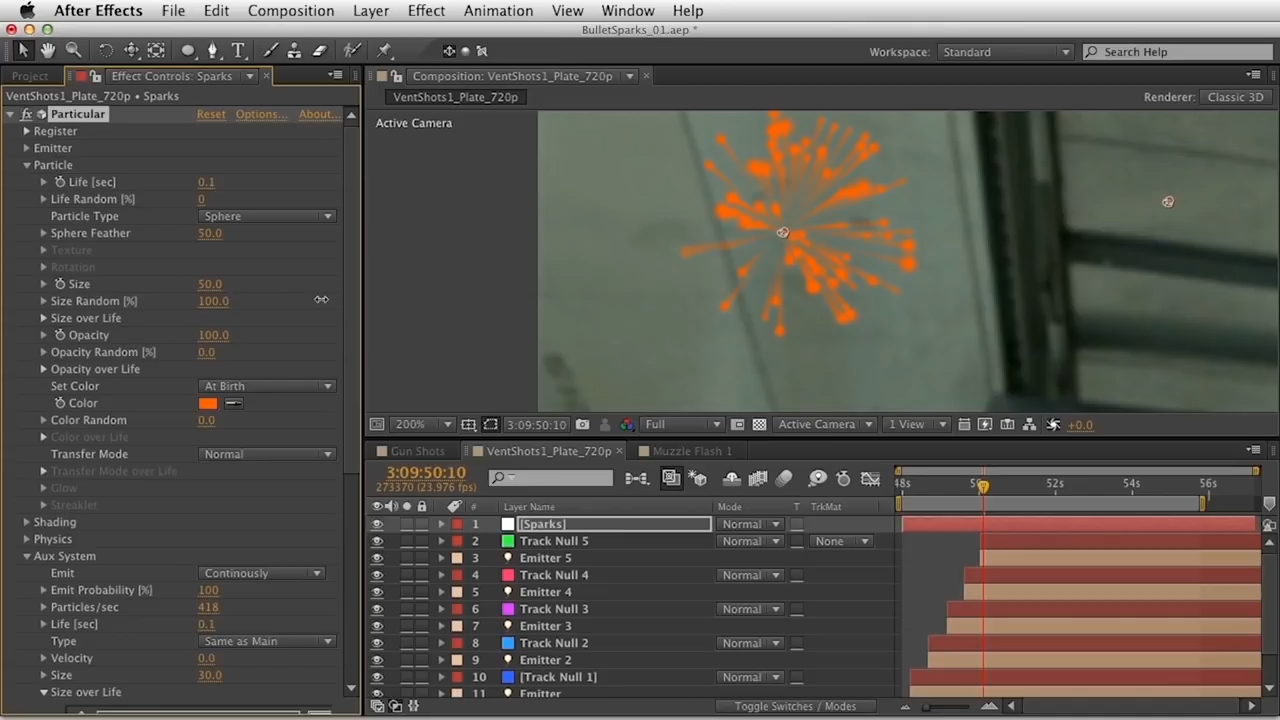 After Effects File Edit Composition Layer Effect Animation View Window Help
BulletSparks_01.aep *
Workspace: Standard Search Help
Project Effect Controls: Sparks Composition: VentShots1_Plate_720p
VentShots1_Plate_720p • Sparks VentShots1_Plate_720p Renderer: Classic 3D
fx Particular Reset Options... About...
Active Camera
Register
Emitter
Particle
Life [sec] 0.1
Life Random [%] 0
Particle Type Sphere
Sphere Feather 50.0
Texture
Rotation
Size 50.0
Size Random [%] 100.0
Size over Life
Opacity 100.0
Opacity Random [%] 0.0
Opacity over Life
Set Color At Birth
Color
Color Random 0.0
Color over Life
Transfer Mode Normal
Transfer Mode over Life
Glow
Streaklet
Shading
Physics
Aux System
Emit Continously
Emit Probability [%] 100
Particles/sec 418
Life [sec] 0.1
Type Same as Main
Velocity 0.0
Size 30.0
Size over Life
200% 3:09:50:10 Full Active Camera 1 View +0.0
Gun Shots VentShots1_Plate_720p Muzzle Flash 1
3:09:50:10
273370 (23.976 fps)
48s 50 52s 54s 56s
# Layer Name Mode T TrkMat
1 [Sparks] Normal
2 Track Null 5 Normal None
3 Emitter 5
4 Track Null 4 Normal
5 Emitter 4
6 Track Null 3 Normal
7 Emitter 3
8 Track Null 2 Normal
9 Emitter 2
10 [Track Null 1] Normal
11 Emitter
Toggle Switches / Modes